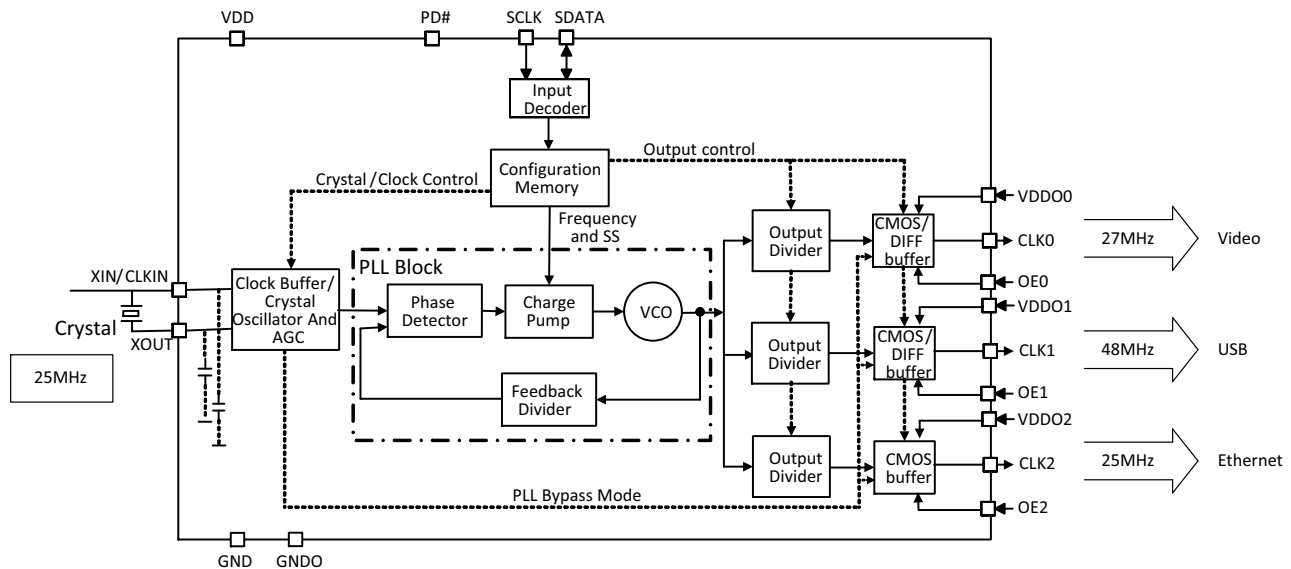 VDD
PD#
SCLK
SDATA
Input
Decoder
Output control
Configuration
Memory
Crystal /Clock Control
Frequency
and SS
VDDO0
CMOS/
DIFF
buffer
Output
Divider
CLK0
27MHz
Video
PLL Block
XIN/CLKIN
Clock Buffer/
Crystal
Oscillator And
AGC
OE0
Phase
Detector
Charge
Pump
VCO
VDDO1
Crystal
XOUT
Output
Divider
CMOS/
DIFF
buffer
CLK1
48MHz
USB
25MHz
Feedback
Divider
OE1
VDDO2
Output
Divider
CMOS
buffer
CLK2
25MHz
Ethernet
PLL Bypass Mode
OE2
GND
GNDO